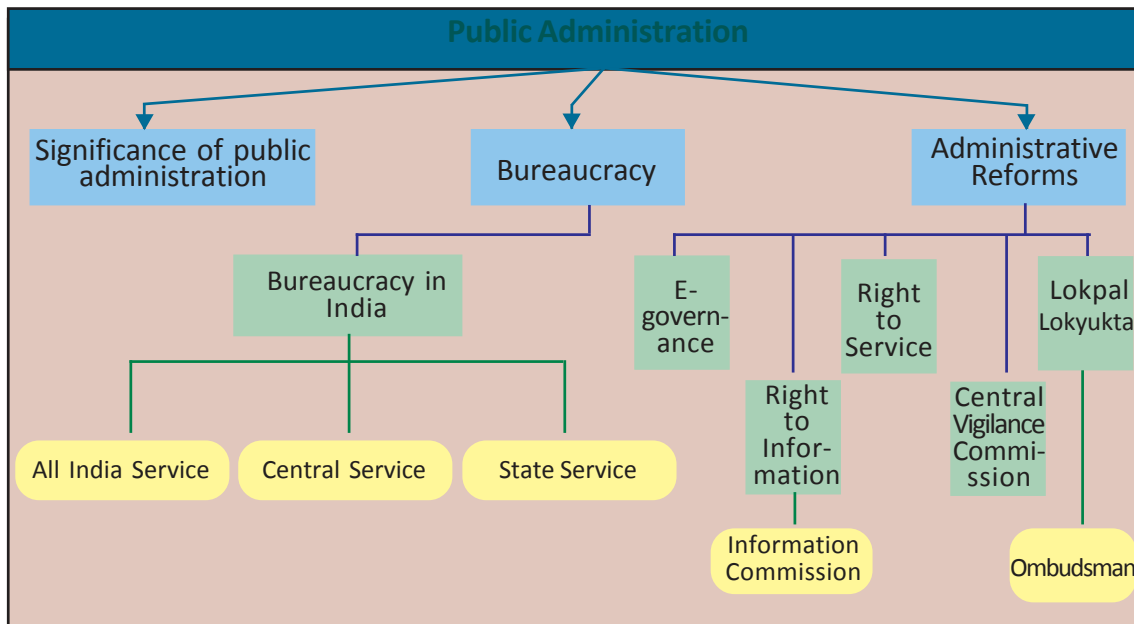 Public Administration
Significance of public
administration
Bureaucracy
Administrative
Reforms
Bureaucracy in
India
E-
govern-
ance
Right
to
Service
Lokpal
Lokyukta
All India Service
Central Service
State Service
Right
to
Infor-
mation
Central
Vigilance
Commi-
ssion
Information
Commission
Ombudsman